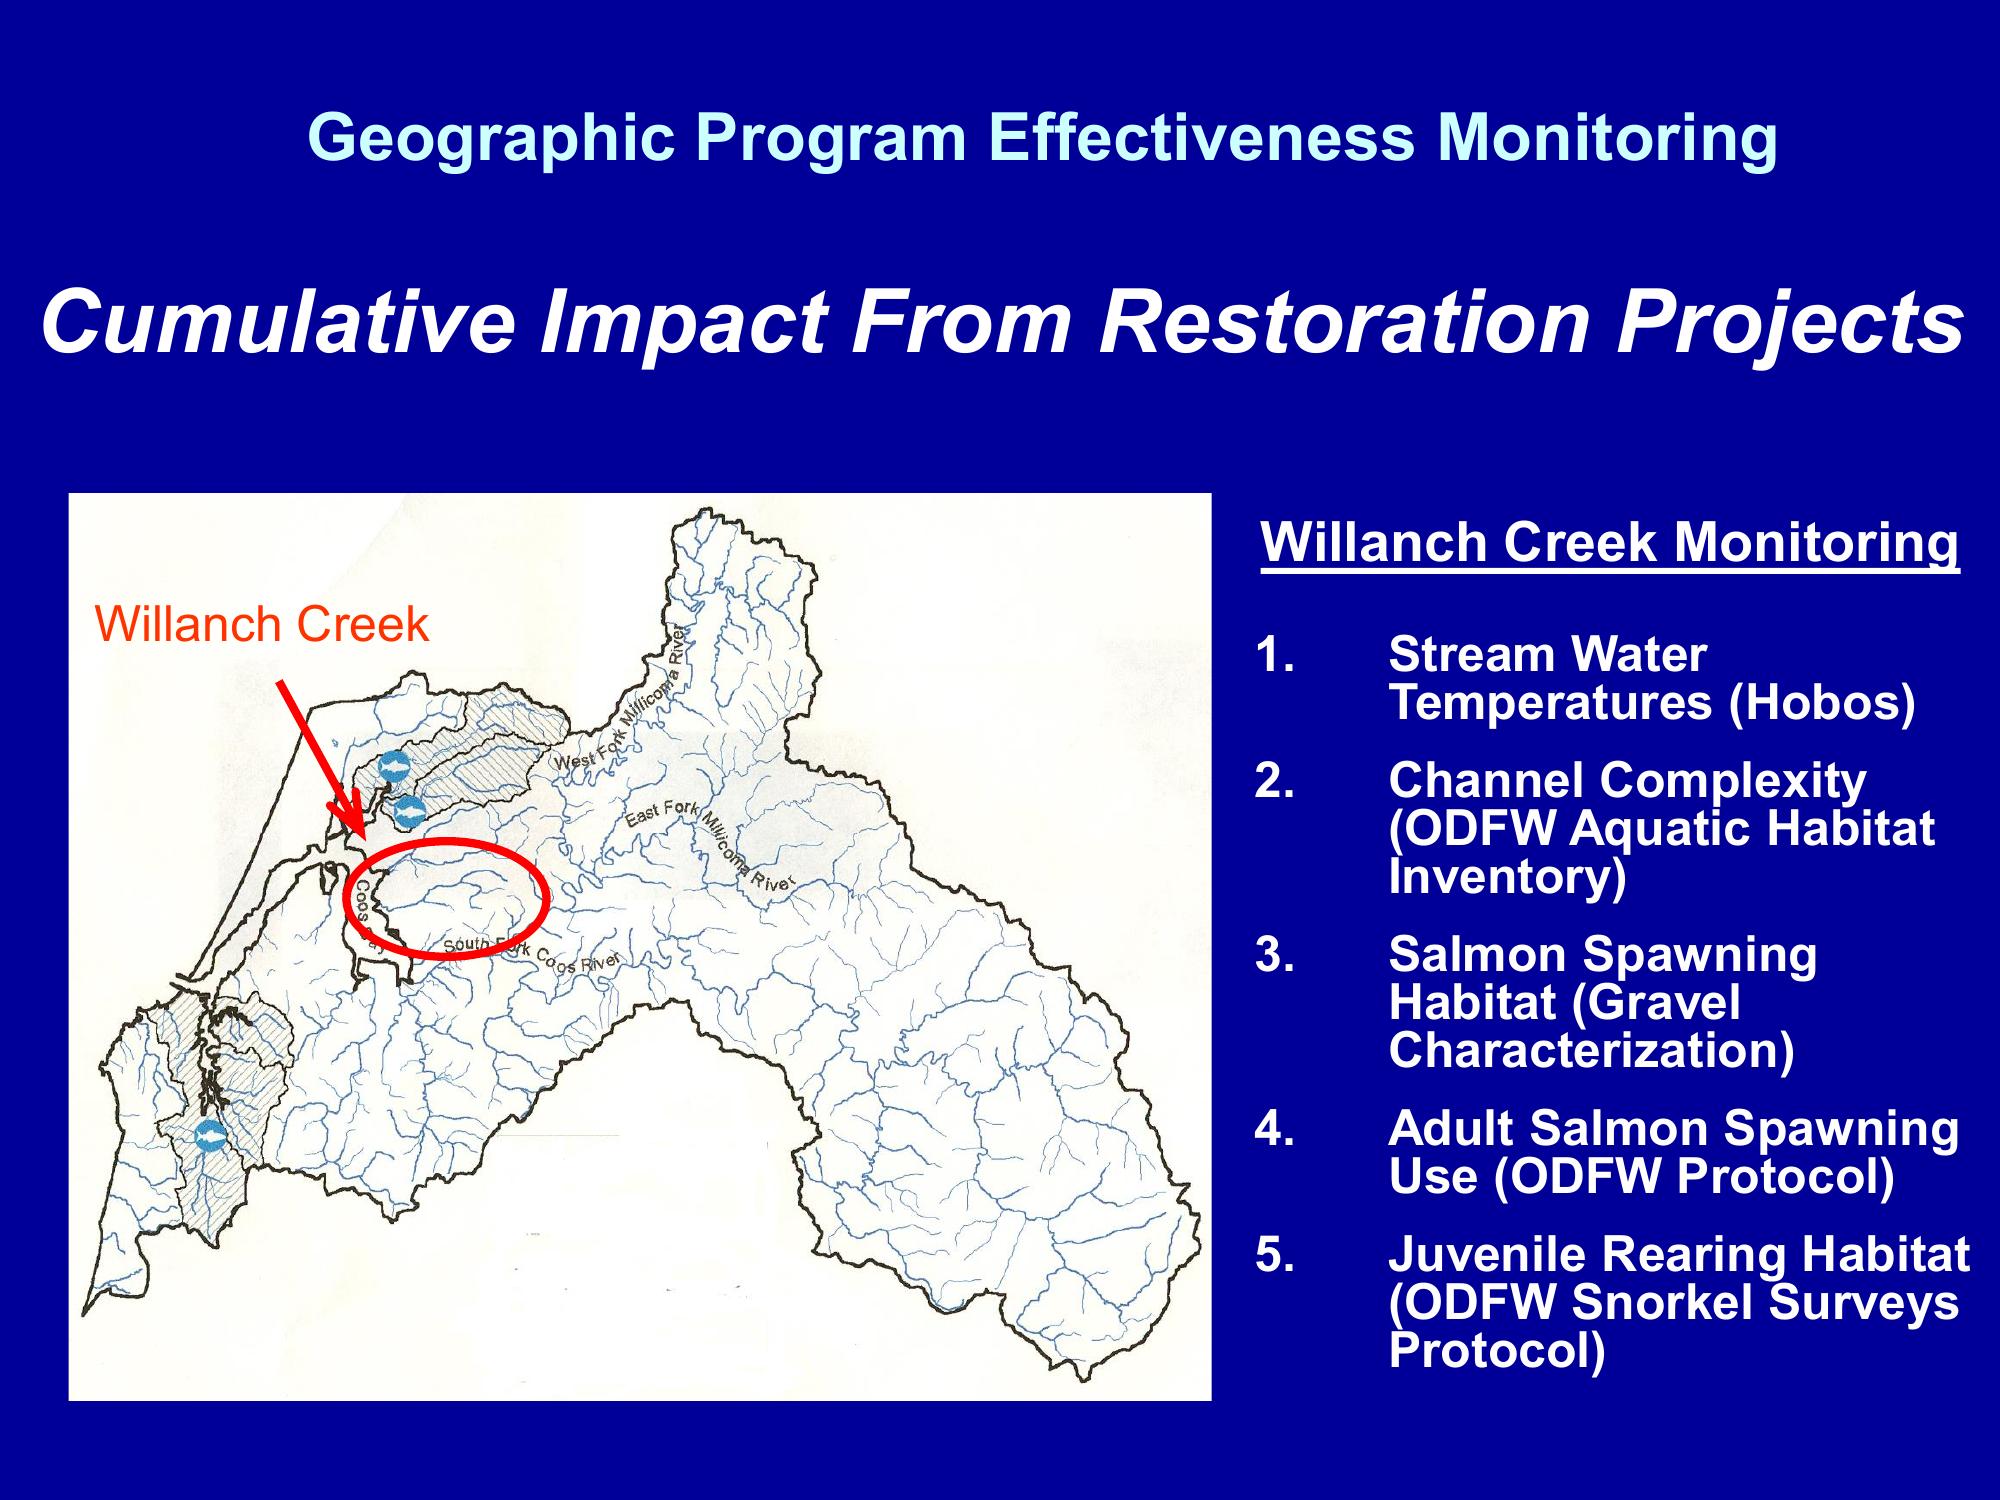 Geographic Program Effectiveness Monitoring
Cumulative Impact From Restoration Projects
Willanch Creek
West Fork Millicoma River
East Fork Millicoma River
Coos Bay
South Fork Coos River
Willanch Creek Monitoring
1. Stream Water
Temperatures (Hobos)
2. Channel Complexity
(ODFW Aquatic Habitat
Inventory)
3. Salmon Spawning
Habitat (Gravel
Characterization)
4. Adult Salmon Spawning
Use (ODFW Protocol)
5. Juvenile Rearing Habitat
(ODFW Snorkel Surveys
Protocol)